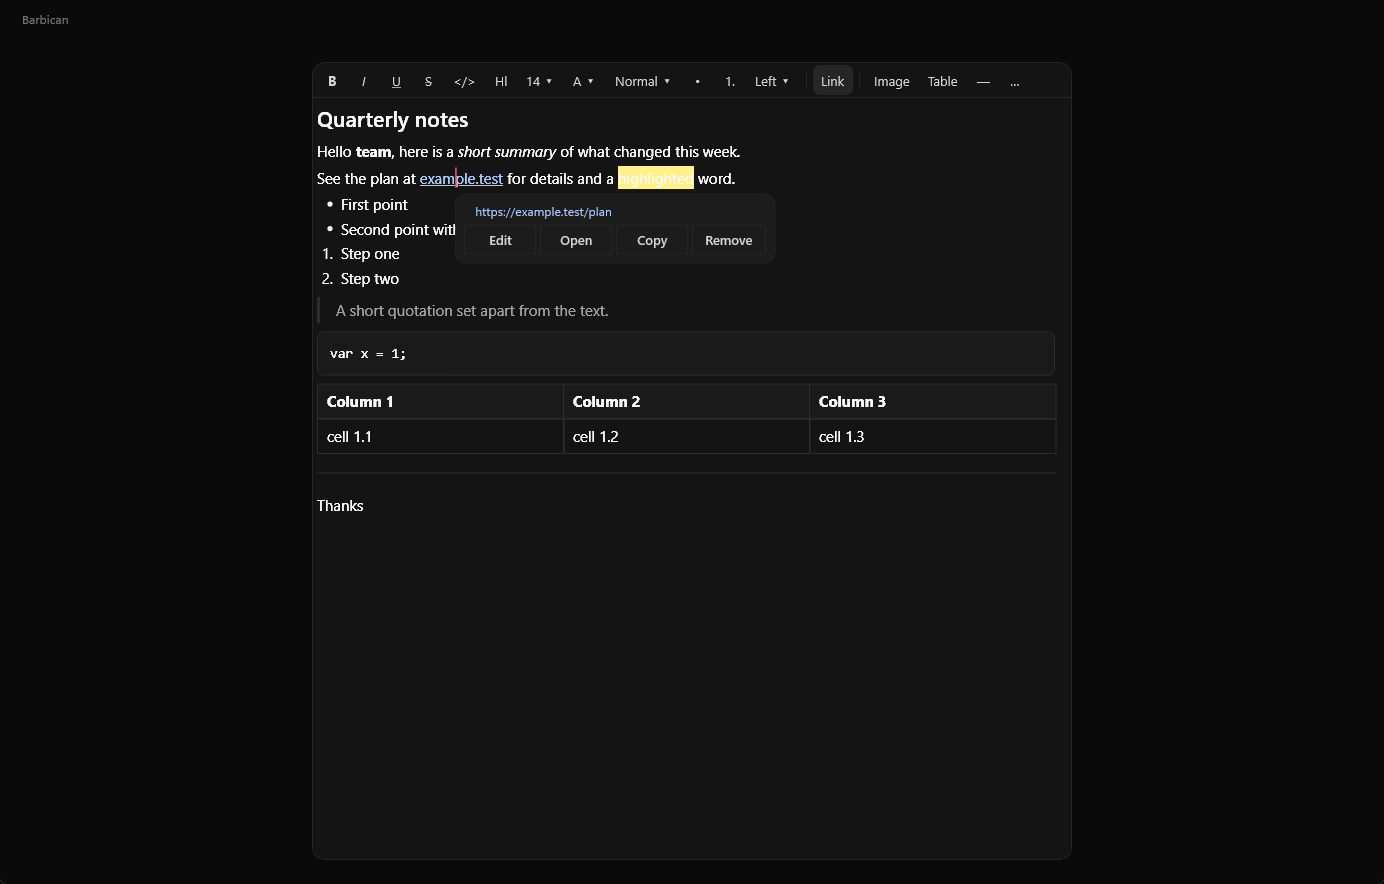 Barbican
B I U S </> Hl 14 ▾ A ▾ Normal ▾ • 1. Left ▾ Link Image Table — ...
Quarterly notes
Hello team, here is a short summary of what changed this week.
See the plan at example.test for details and a highlighted word.
• First point
• Second point with
https://example.test/plan
Edit Open Copy Remove
1. Step one
2. Step two
A short quotation set apart from the text.
var x = 1;
Column 1 Column 2 Column 3
cell 1.1 cell 1.2 cell 1.3
Thanks